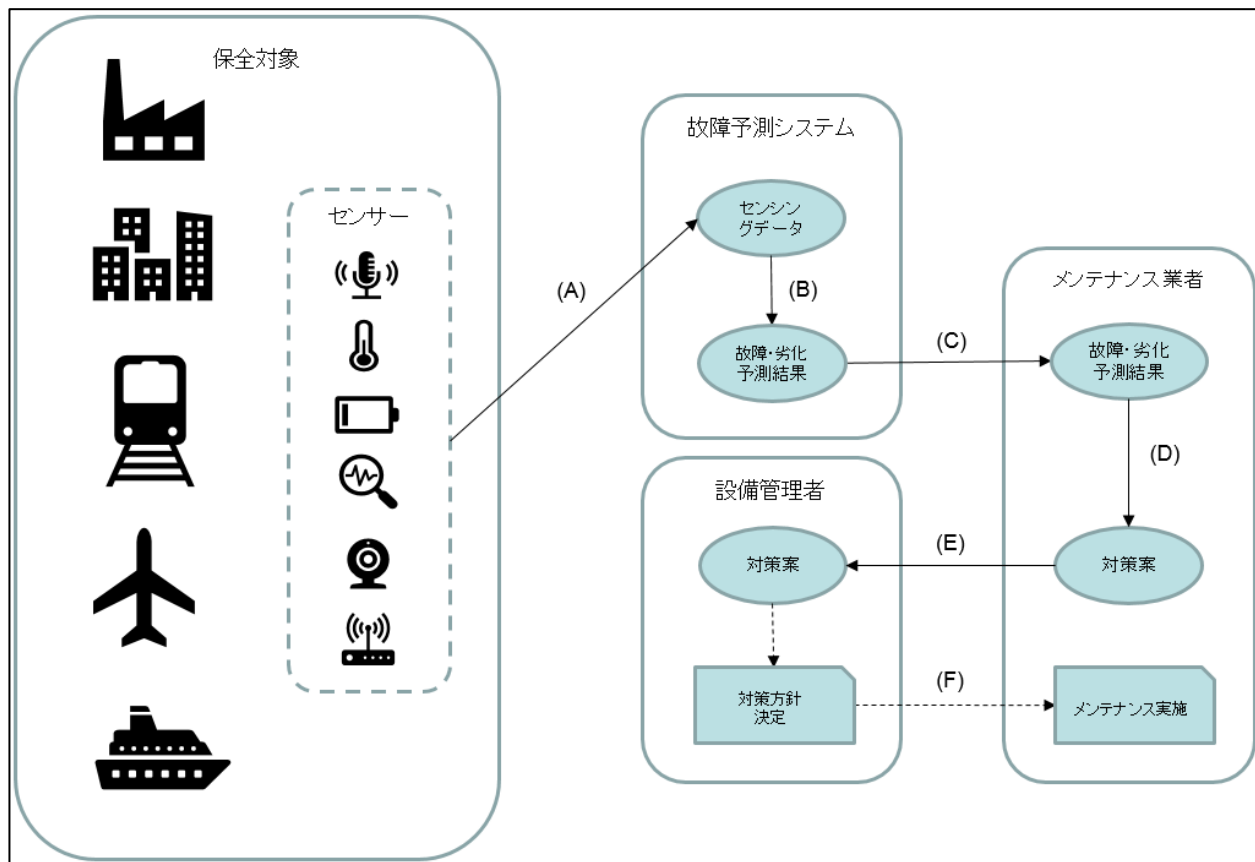 保全対象
センサー
(A)
故障予測システム
センシン
グデータ
(B)
故障・劣化
予測結果
(C)
メンテナンス業者
故障・劣化
予測結果
(D)
対策案
(E)
設備管理者
対策案
対策方針
決定
(F)
メンテナンス実施